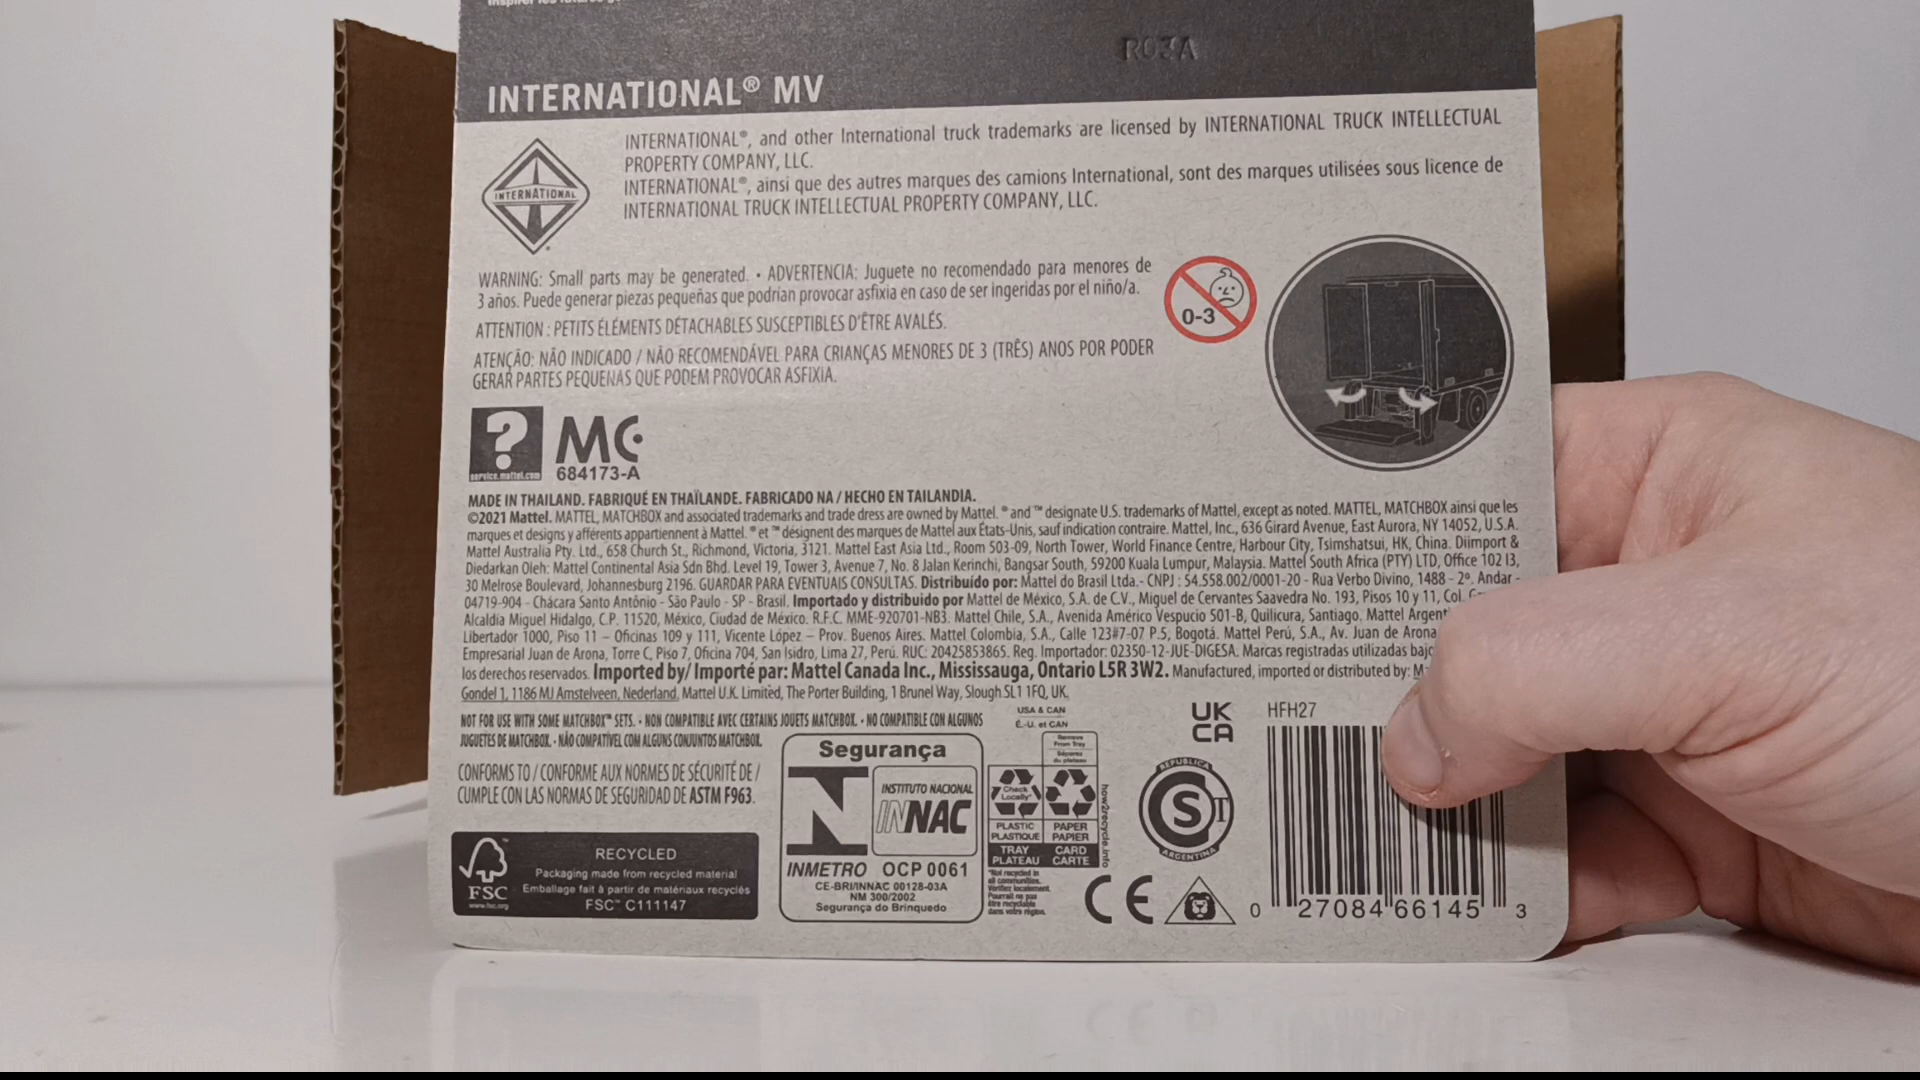 R03A
INTERNATIONAL® MV
INTERNATIONAL®, and other International truck trademarks are licensed by INTERNATIONAL TRUCK INTELLECTUAL
PROPERTY COMPANY, LLC.
INTERNATIONAL®, ainsi que des autres marques des camions International, sont des marques utilisées sous licence de
INTERNATIONAL TRUCK INTELLECTUAL PROPERTY COMPANY, LLC.
INTERNATIONAL
WARNING: Small parts may be generated. • ADVERTENCIA: Juguete no recomendado para menores de
3 años. Puede generar piezas pequeñas que podrían provocar asfixia en caso de ser ingeridas por el niño/a.
ATTENTION : PETITS ÉLÉMENTS DÉTACHABLES SUSCEPTIBLES D'ÊTRE AVALÉS.
ATENÇÃO: NÃO INDICADO / NÃO RECOMENDÁVEL PARA CRIANÇAS MENORES DE 3 (TRÊS) ANOS POR PODER
GERAR PARTES PEQUENAS QUE PODEM PROVOCAR ASFIXIA.
0-3
?
service.mattel.com
MC
684173-A
MADE IN THAILAND. FABRIQUÉ EN THAÏLANDE. FABRICADO NA / HECHO EN TAILANDIA.
©2021 Mattel. MATTEL, MATCHBOX and associated trademarks and trade dress are owned by Mattel. ® and ™ designate U.S. trademarks of Mattel, except as noted. MATTEL, MATCHBOX ainsi que les
marques et designs y afférents appartiennent à Mattel. ® et ™ désignent des marques de Mattel aux États-Unis, sauf indication contraire. Mattel, Inc., 636 Girard Avenue, East Aurora, NY 14052, U.S.A.
Mattel Australia Pty. Ltd., 658 Church St., Richmond, Victoria, 3121. Mattel East Asia Ltd., Room 503-09, North Tower, World Finance Centre, Harbour City, Tsimshatsui, HK, China. Diimport &
Diedarkan Oleh: Mattel Continental Asia Sdn Bhd. Level 19, Tower 3, Avenue 7, No. 8 Jalan Kerinchi, Bangsar South, 59200 Kuala Lumpur, Malaysia. Mattel South Africa (PTY) LTD, Office 102 I3,
30 Melrose Boulevard, Johannesburg 2196. GUARDAR PARA EVENTUAIS CONSULTAS. Distribuído por: Mattel do Brasil Ltda.- CNPJ : 54.558.002/0001-20 - Rua Verbo Divino, 1488 - 2º. Andar -
04719-904 - Chácara Santo Antônio - São Paulo - SP - Brasil. Importado y distribuido por Mattel de México, S.A. de C.V., Miguel de Cervantes Saavedra No. 193, Pisos 10 y 11, Col.
Alcaldía Miguel Hidalgo, C.P. 11520, México, Ciudad de México. R.F.C. MME-920701-NB3. Mattel Chile, S.A., Avenida Américo Vespucio 501-B, Quilicura, Santiago. Mattel
Libertador 1000, Piso 11 – Oficinas 109 y 111, Vicente López – Prov. Buenos Aires. Mattel Colombia, S.A., Calle 123#7-07 P.5, Bogotá. Mattel Perú, S.A., Av. Juan de Arona
Empresarial Juan de Arona, Torre C, Piso 7, Oficina 704, San Isidro, Lima 27, Perú. RUC: 20425853865. Reg. Importador: 02350-12-JUE-DIGESA. Marcas registradas utilizadas
los derechos reservados. Imported by/ Importé par: Mattel Canada Inc., Mississauga, Ontario L5R 3W2. Manufactured, imported or distributed by:
Gondel 1, 1186 MJ Amstelveen, Nederland. Mattel U.K. Limited, The Porter Building, 1 Brunel Way, Slough SL1 1FQ, UK.
NOT FOR USE WITH SOME MATCHBOX™ SETS. • NON COMPATIBLE AVEC CERTAINS JOUETS MATCHBOX. • NO COMPATIBLE CON ALGUNOS
JUGUETES DE MATCHBOX. • NÃO COMPATÍVEL COM ALGUNS CONJUNTOS MATCHBOX.
CONFORMS TO / CONFORME AUX NORMES DE SÉCURITÉ DE /
CUMPLE CON LAS NORMAS DE SEGURIDAD DE ASTM F963.
FSC
www.fsc.org
RECYCLED
Packaging made from recycled material
Emballage fait à partir de matériaux recyclés
FSC™ C111147
Segurança
INSTITUTO NACIONAL
INNAC
INMETRO OCP 0061
CE-BRI/INNAC 00128-03A
NM 300/2002
Segurança do Brinquedo
USA & CAN
É.-U. et CAN
Remove
From Tray
Séparez
du plateau
Check
Locally*
PLASTIC
PLASTIQUE
TRAY
PLATEAU
PAPER
PAPIER
CARD
CARTE
how2recycle.info
*Not recycled in
all communities.
UK
CA
REPUBLICA
S T
ARGENTINA
CE
HFH27
0 27084 66145 3